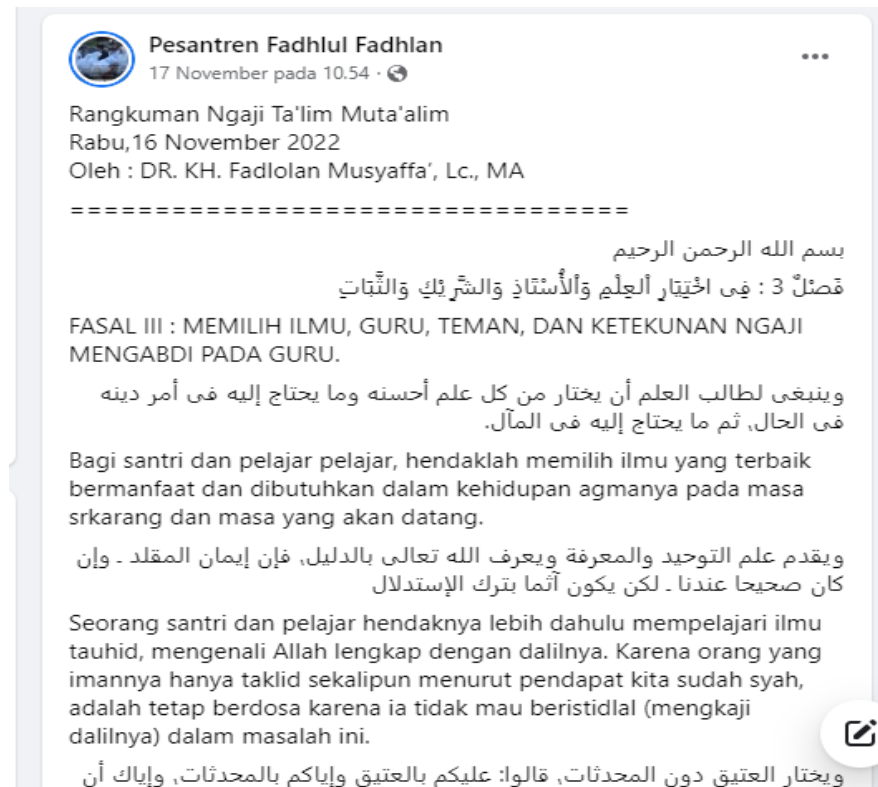 Pesantren Fadhlul Fadhlan
17 November pada 10.54 ·
Rangkuman Ngaji Ta'lim Muta'alim
Rabu,16 November 2022
Oleh : DR. KH. Fadlolan Musyaffa', Lc., MA
=================================
بسم الله الرحمن الرحيم
فَصْلٌ 3 : فِى اخْتِيَارِ اْلعِلْمِ وَاْلأُسْتَاذِ وَالشَّرِيْكِ وَالثَّبَاتِ
FASAL III : MEMILIH ILMU, GURU, TEMAN, DAN KETEKUNAN NGAJI
MENGABDI PADA GURU.
وينبغى لطالب العلم أن يختار من كل علم أحسنه وما يحتاج إليه فى أمر دينه
فى الحال, ثم ما يحتاج إليه فى المآل.
Bagi santri dan pelajar pelajar, hendaklah memilih ilmu yang terbaik
bermanfaat dan dibutuhkan dalam kehidupan agmanya pada masa
srkarang dan masa yang akan datang.
ويقدم علم التوحيد والمعرفة ويعرف الله تعالى بالدليل, فإن إيمان المقلد ـ وإن
كان صحيحا عندنا ـ لكن يكون آثما بترك الإستدلال
Seorang santri dan pelajar hendaknya lebih dahulu mempelajari ilmu
tauhid, mengenali Allah lengkap dengan dalilnya. Karena orang yang
imannya hanya taklid sekalipun menurut pendapat kita sudah syah,
adalah tetap berdosa karena ia tidak mau beristidlal (mengkaji
dalilnya) dalam masalah ini.
ويختار العتيق دون المحدثات, قالوا: عليكم بالعتيق وإياكم بالمحدثات, وإياك أن